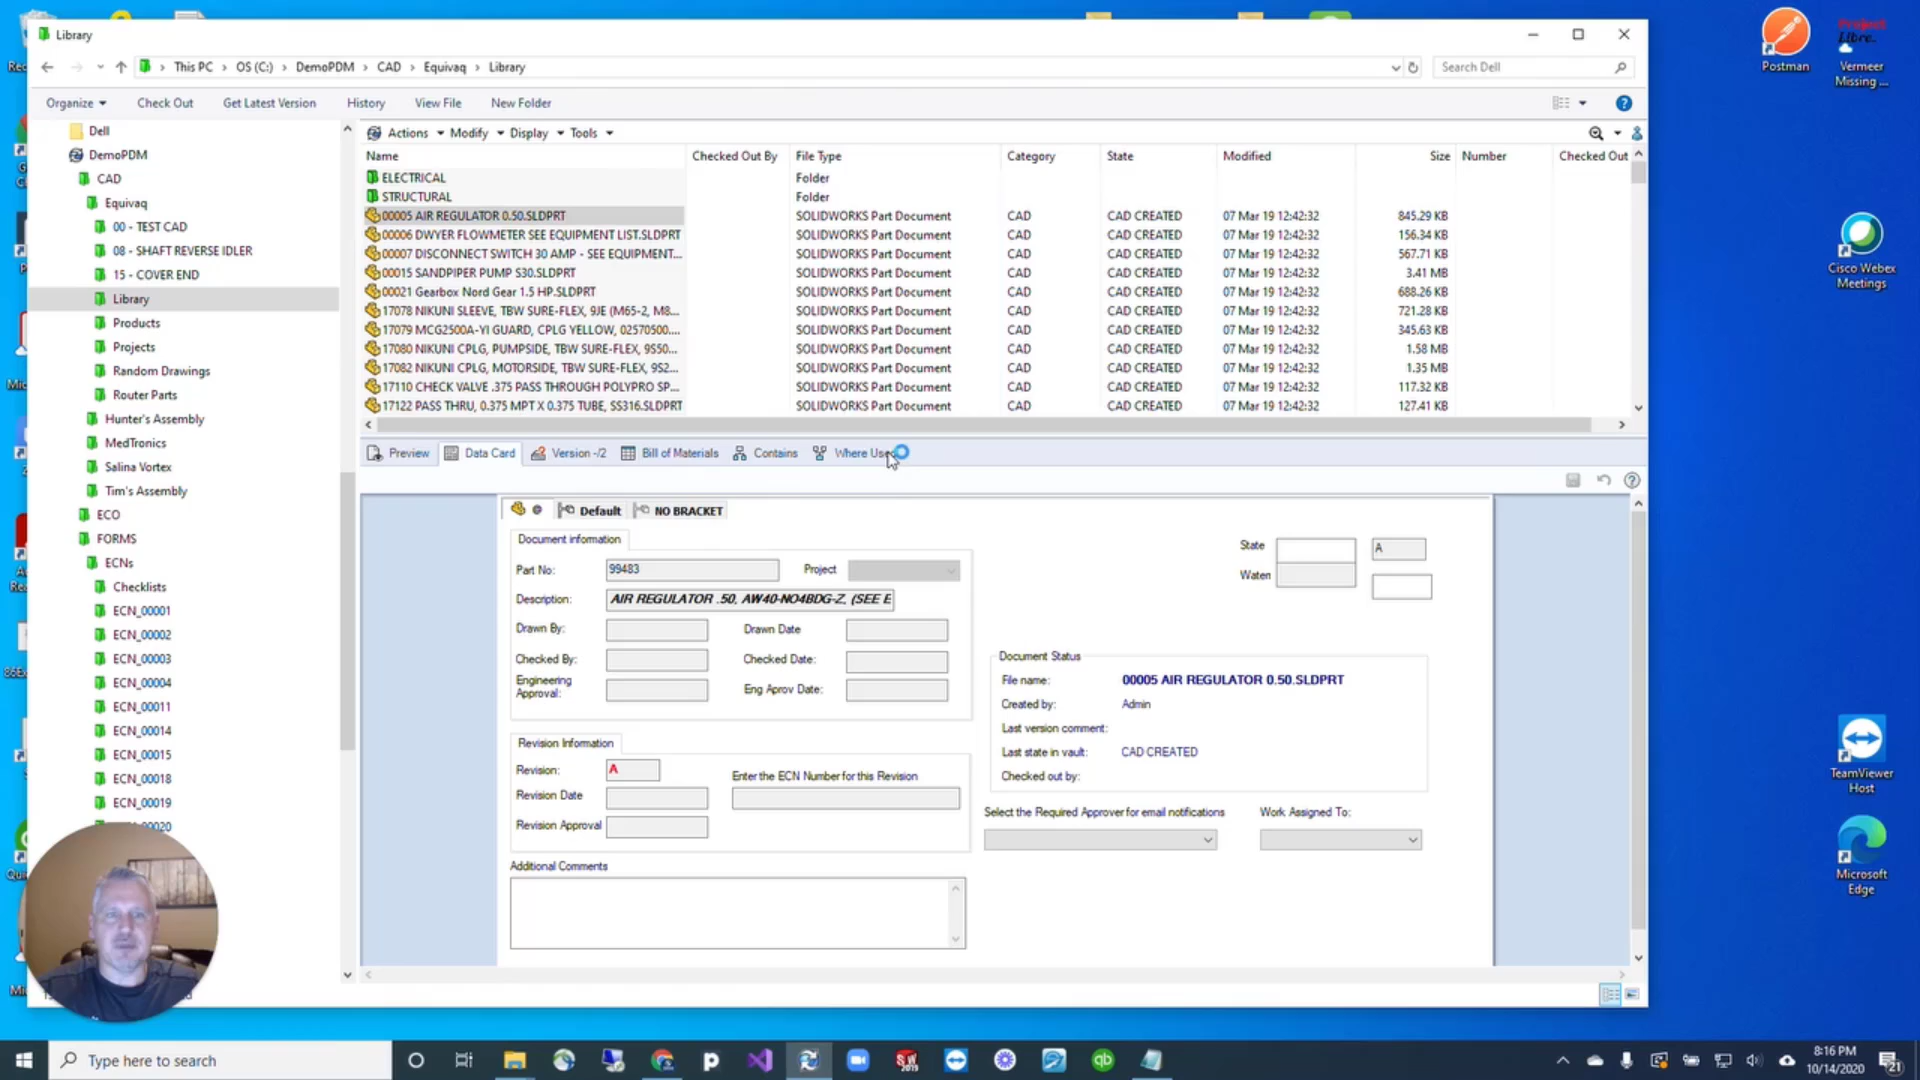 Library
This PC > OS (C:) > DemoPDM > CAD > Equivaq > Library
Search Dell
Organize Check Out Get Latest Version History View File New Folder
Dell
DemoPDM
CAD
Equivaq
00 - TEST CAD
08 - SHAFT REVERSE IDLER
15 - COVER END
Library
Products
Projects
Random Drawings
Router Parts
Hunter's Assembly
MedTronics
Salina Vortex
Tim's Assembly
ECO
FORMS
ECNs
Checklists
ECN_00001
ECN_00002
ECN_00003
ECN_00004
ECN_00011
ECN_00014
ECN_00015
ECN_00018
ECN_00019
Actions Modify Display Tools
Name Checked Out By File Type Category State Modified Size Number Checked Out
ELECTRICAL Folder
STRUCTURAL Folder
00005 AIR REGULATOR 0.50.SLDPRT SOLIDWORKS Part Document CAD CAD CREATED 07 Mar 19 12:42:32 845.29 KB
00006 DWYER FLOWMETER SEE EQUIPMENT LIST.SLDPRT SOLIDWORKS Part Document CAD CAD CREATED 07 Mar 19 12:42:32 156.34 KB
00007 DISCONNECT SWITCH 30 AMP - SEE EQUIPMENT... SOLIDWORKS Part Document CAD CAD CREATED 07 Mar 19 12:42:32 567.71 KB
00015 SANDPIPER PUMP S30.SLDPRT SOLIDWORKS Part Document CAD CAD CREATED 07 Mar 19 12:42:32 3.41 MB
00021 Gearbox Nord Gear 1.5 HP.SLDPRT SOLIDWORKS Part Document CAD CAD CREATED 07 Mar 19 12:42:32 688.26 KB
17078 NIKUNI SLEEVE, TBW SURE-FLEX, 9JE (M65-2, M8... SOLIDWORKS Part Document CAD CAD CREATED 07 Mar 19 12:42:32 721.28 KB
17079 MCG2500A-YI GUARD, CPLG YELLOW, 02570500.... SOLIDWORKS Part Document CAD CAD CREATED 07 Mar 19 12:42:32 345.63 KB
17080 NIKUNI CPLG, PUMPSIDE, TBW SURE-FLEX, 9S50... SOLIDWORKS Part Document CAD CAD CREATED 07 Mar 19 12:42:32 1.58 MB
17082 NIKUNI CPLG, MOTORSIDE, TBW SURE-FLEX, 9S2... SOLIDWORKS Part Document CAD CAD CREATED 07 Mar 19 12:42:32 1.35 MB
17110 CHECK VALVE .375 PASS THROUGH POLYPRO SP... SOLIDWORKS Part Document CAD CAD CREATED 07 Mar 19 12:42:32 117.32 KB
17122 PASS THRU, 0.375 MPT X 0.375 TUBE, SS316.SLDPRT SOLIDWORKS Part Document CAD CAD CREATED 07 Mar 19 12:42:32 127.41 KB
Preview Data Card Version -/2 Bill of Materials Contains Where Used
@ Default NO BRACKET
Document information
Part No: 99483 Project
Description: AIR REGULATOR .50, AW40-NO4BDG-Z, (SEE E
Drawn By: Drawn Date
Checked By: Checked Date:
Engineering Approval: Eng Aprov Date:
State A
Waten
Document Status
File name: 00005 AIR REGULATOR 0.50.SLDPRT
Created by: Admin
Last version comment:
Last state in vault: CAD CREATED
Checked out by:
Revision Information
Revision: A Enter the ECN Number for this Revision
Revision Date
Revision Approval
Select the Required Approver for email notifications Work Assigned To:
Additional Comments
Postman
Project Libre.
Vermeer Missing ...
Cisco Webex Meetings
TeamViewer Host
Microsoft Edge
Type here to search
8:16 PM
10/14/2020
21